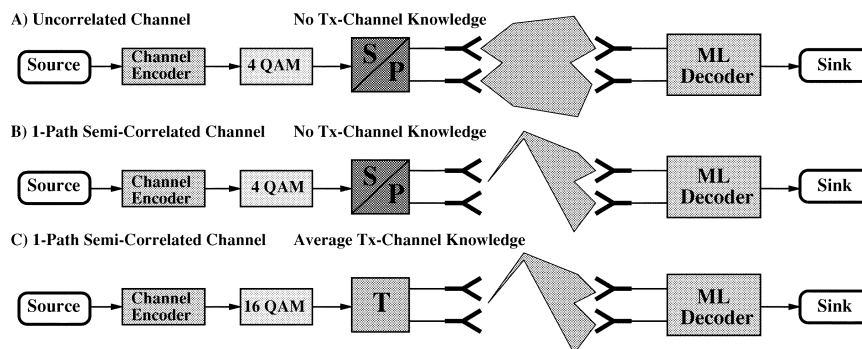 A) Uncorrelated Channel No Tx-Channel Knowledge
Source
Channel
Encoder
4 QAM
S
P
ML
Decoder
Sink
B) 1-Path Semi-Correlated Channel No Tx-Channel Knowledge
Source
Channel
Encoder
4 QAM
S
P
ML
Decoder
Sink
C) 1-Path Semi-Correlated Channel Average Tx-Channel Knowledge
Source
Channel
Encoder
16 QAM
T
ML
Decoder
Sink